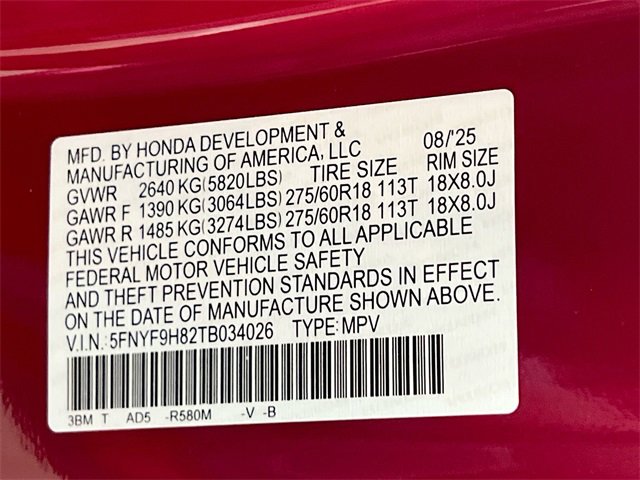 MFD. BY HONDA DEVELOPMENT &
MANUFACTURING OF AMERICA, LLC 08/'25
GVWR 2640 KG(5820LBS) TIRE SIZE RIM SIZE
GAWR F 1390 KG(3064LBS) 275/60R18 113T 18X8.0J
GAWR R 1485 KG(3274LBS) 275/60R18 113T 18X8.0J
THIS VEHICLE CONFORMS TO ALL APPLICABLE
FEDERAL MOTOR VEHICLE SAFETY
AND THEFT PREVENTION STANDARDS IN EFFECT
ON THE DATE OF MANUFACTURE SHOWN ABOVE.
V.I.N.:5FNYF9H82TB034026 TYPE:MPV
3BM T AD5 -R580M -V -B